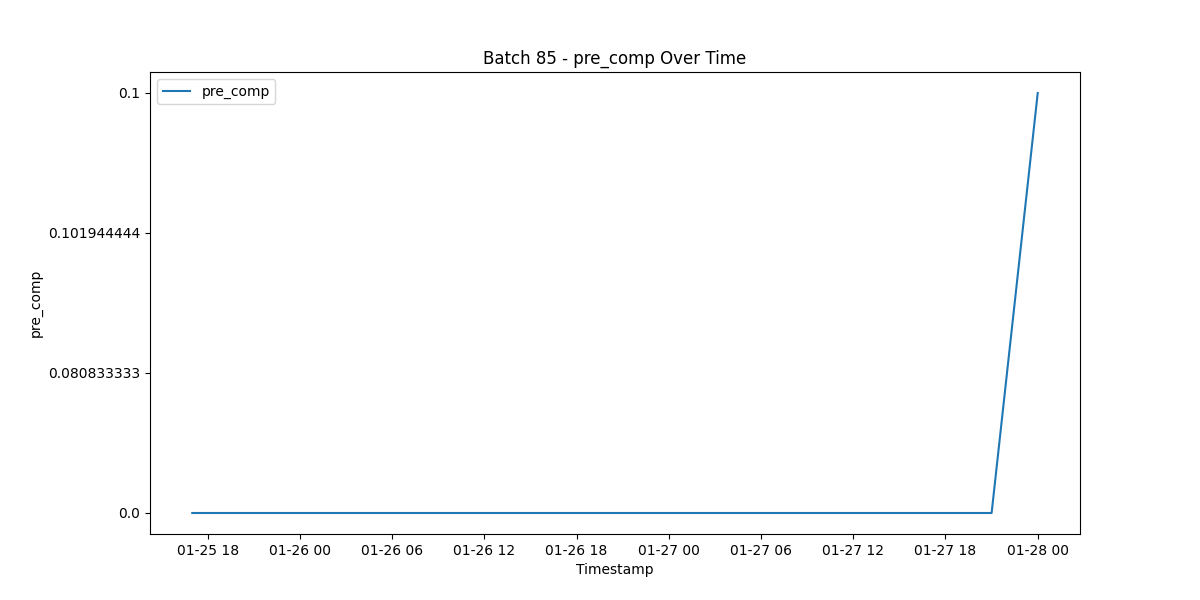 Batch 85 - pre_comp Over Time
pre_comp
0.1
0.101944444
0.080833333
0.0
pre_comp
01-25 18 01-26 00 01-26 06 01-26 12 01-26 18 01-27 00 01-27 06 01-27 12 01-27 18 01-28 00
Timestamp